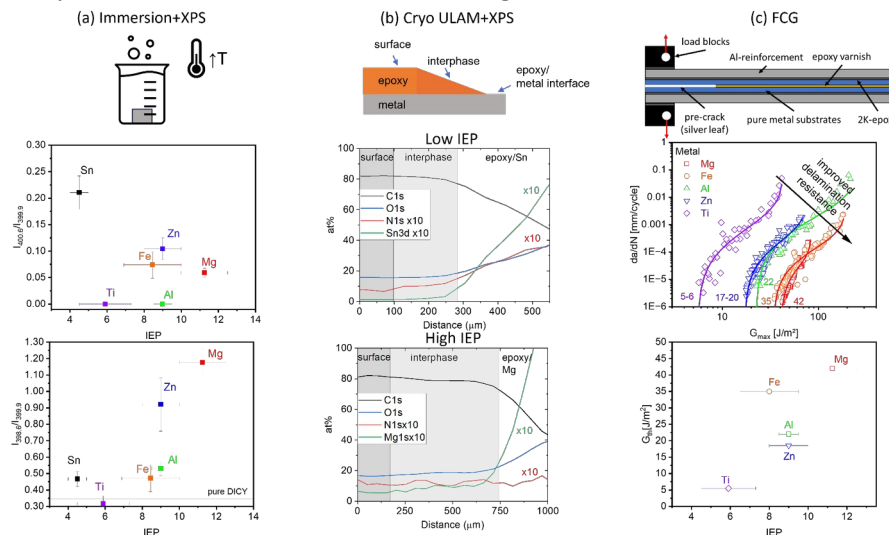 (a) Immersion+XPS
↑T
I400.6/I399.9
0.30
0.25
0.20
0.15
0.10
0.05
0.00
Sn
Zn
Fe
Mg
Ti
Al
4 6 8 10 12 14
IEP
I398.6/I399.9
1.30
1.20
1.10
1.00
0.90
0.80
0.70
0.60
0.50
0.40
0.30
Mg
Zn
Sn
Fe
Al
Ti
pure DICY
4 6 8 10 12 14
IEP
(b) Cryo ULAM+XPS
surface
interphase
epoxy/
metal interface
epoxy
metal
Low IEP
surface
interphase
epoxy/Sn
x10
C1s
O1s
N1s x10
Sn3d x10
x10
at%
100
80
60
40
20
0
0 100 200 300 400 500
Distance (μm)
High IEP
surface
interphase
epoxy/
Mg
C1s
O1s
N1sx10
Mg1sx10
x10
x10
at%
100
80
60
40
20
0
0 250 500 750 1000
Distance (μm)
(c) FCG
load blocks
Al-reinforcement
epoxy varnish
pre-crack
(silver leaf)
pure metal substrates
2K-epox
Metal
Mg
Fe
Al
Zn
Ti
improved
delamination
resistance
da/dN [mm/cycle]
1
0.1
0.01
0.001
1E-4
1E-5
1E-6
5-6
17-20
22
35
42
10 100
Gmax [J/m²]
Gth[J/m²]
45
40
35
30
25
20
15
10
5
0
Mg
Fe
Al
Zn
Ti
4 6 8 10 12
IEP